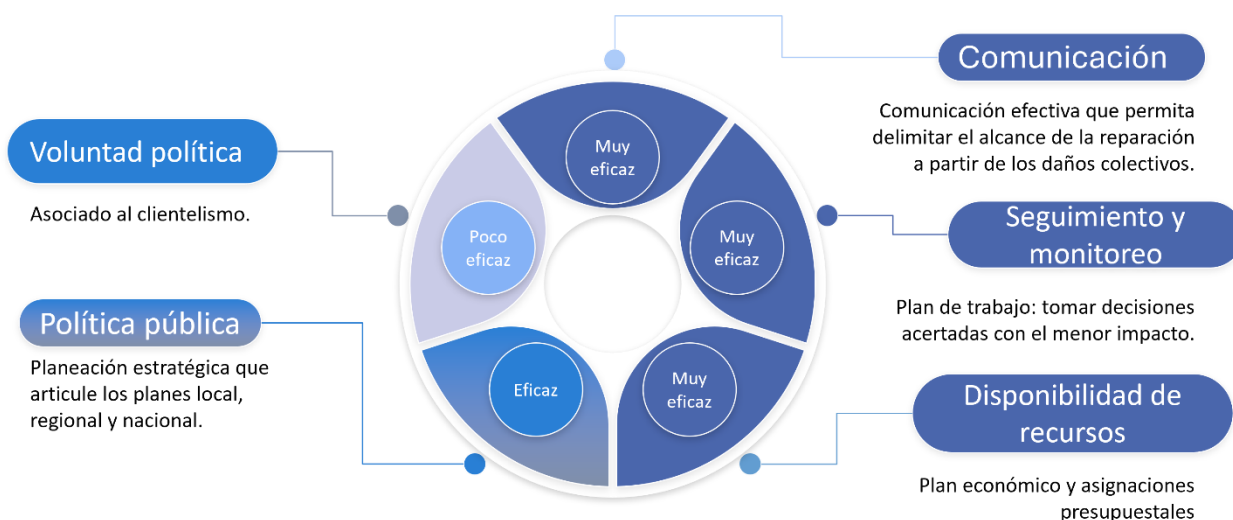 Comunicación
Comunicación efectiva que permita
delimitar el alcance de la reparación
a partir de los daños colectivos.
Voluntad política
Asociado al clientelismo.
Muy
eficaz
Poco
eficaz
Muy
eficaz
Seguimiento y
monitoreo
Plan de trabajo: tomar decisiones
acertadas con el menor impacto.
Política pública
Planeación estratégica que
articule los planes local,
regional y nacional.
Eficaz
Muy
eficaz
Disponibilidad de
recursos
Plan económico y asignaciones
presupuestales